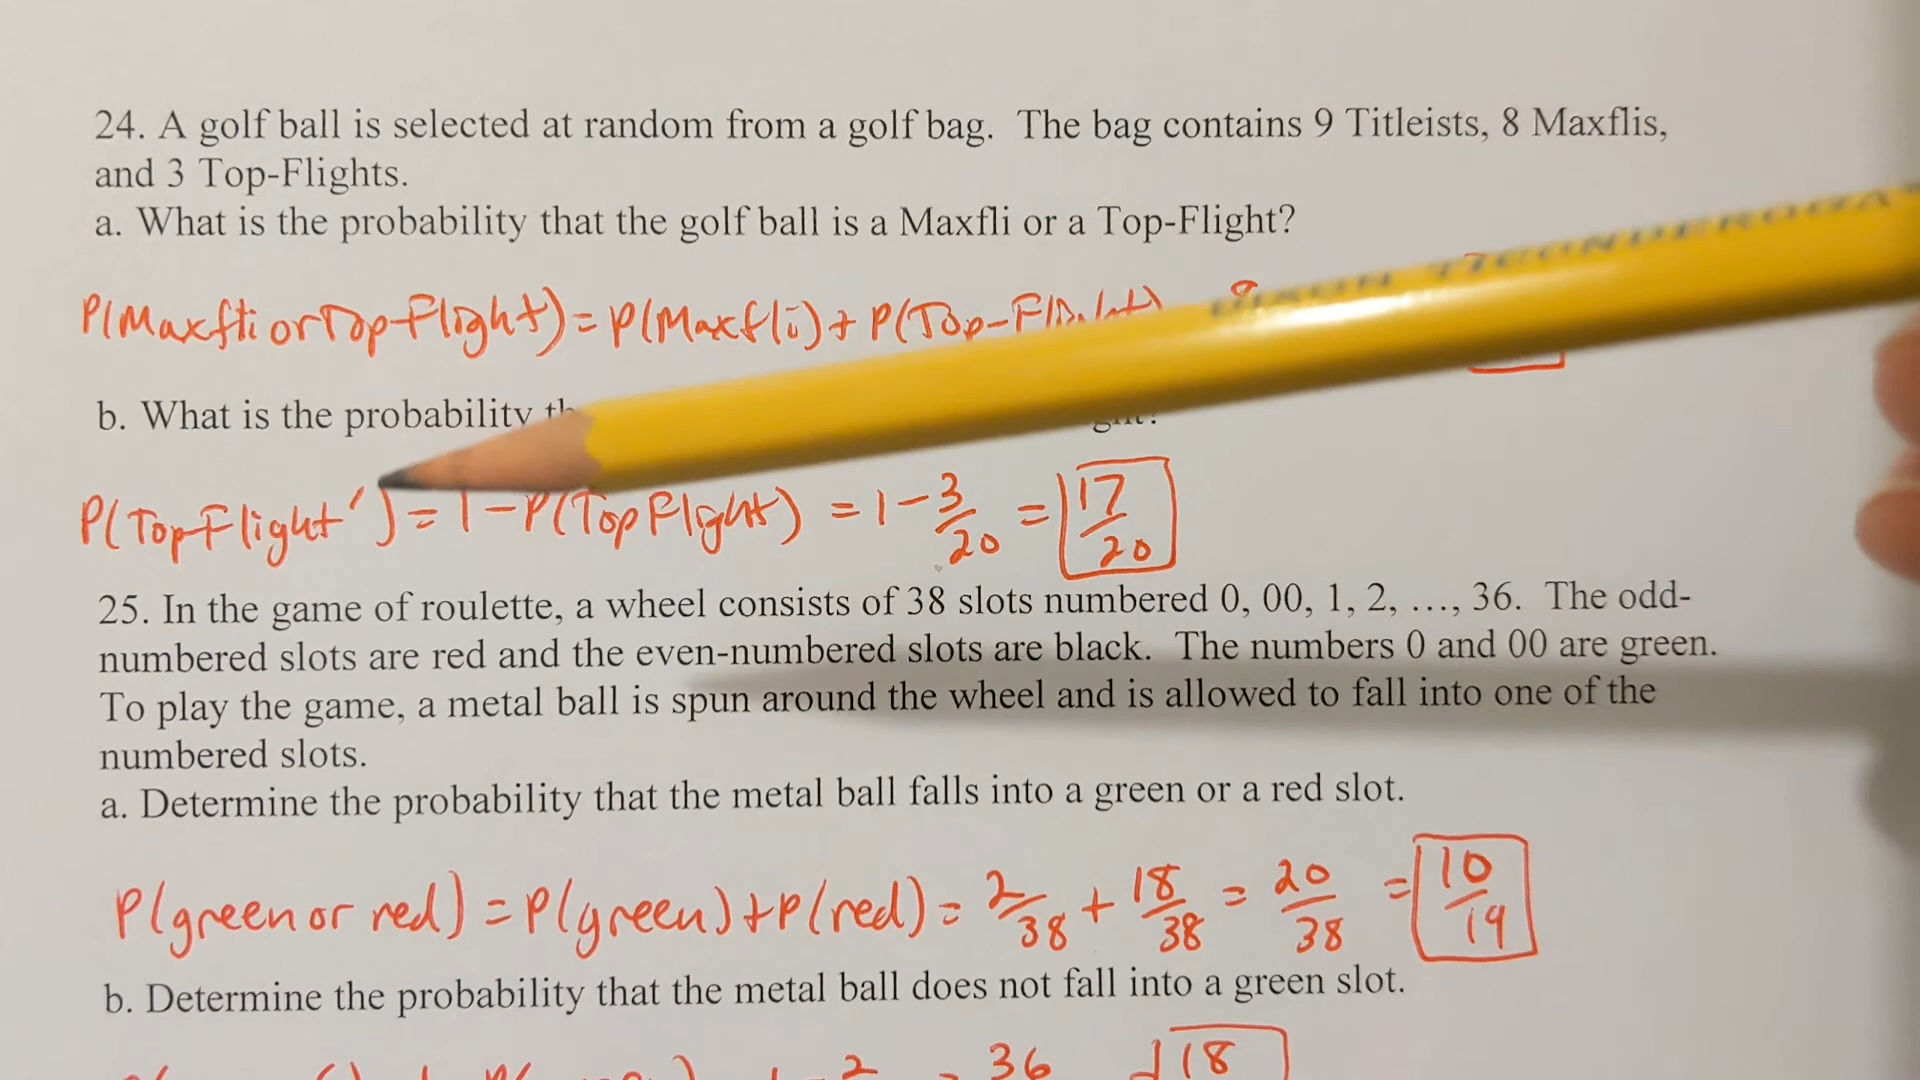 24. A golf ball is selected at random from a golf bag. The bag contains 9 Titleists, 8 Maxflis,
and 3 Top-Flights.
a. What is the probability that the golf ball is a Maxfli or a Top-Flight?
P(Maxfli or Top Flight) = P(Maxfli) + P(Top-Flight)
b. What is the probability
P(Top Flight') = 1 - P(Top Flight) = 1 - 3/20 = 17/20
25. In the game of roulette, a wheel consists of 38 slots numbered 0, 00, 1, 2, …, 36. The odd-
numbered slots are red and the even-numbered slots are black. The numbers 0 and 00 are green.
To play the game, a metal ball is spun around the wheel and is allowed to fall into one of the
numbered slots.
a. Determine the probability that the metal ball falls into a green or a red slot.
P(green or red) = P(green) + P(red) = 2/38 + 18/38 = 20/38 = 10/19
b. Determine the probability that the metal ball does not fall into a green slot.
2 = 36 18